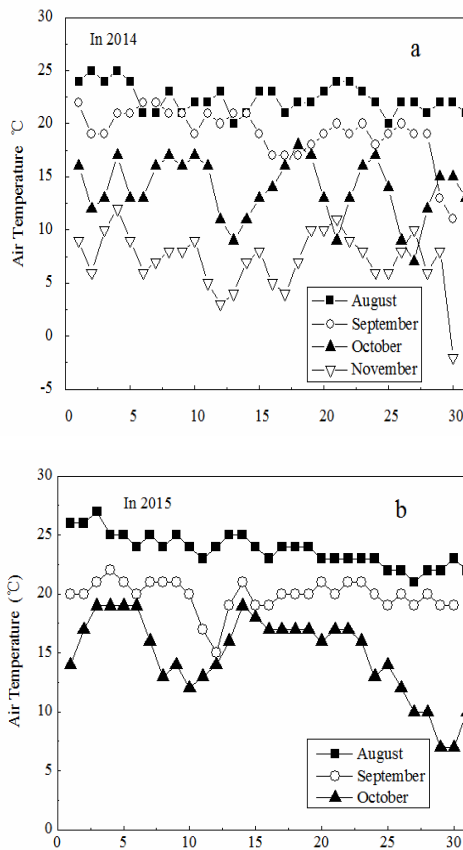 30
In 2014
a
25
20
15
10
5
0
-5
Air Temperature ℃
August
September
October
November
0 5 10 15 20 25 30
30
In 2015
b
25
20
15
10
5
0
Air Temperature (℃)
August
September
October
0 5 10 15 20 25 30